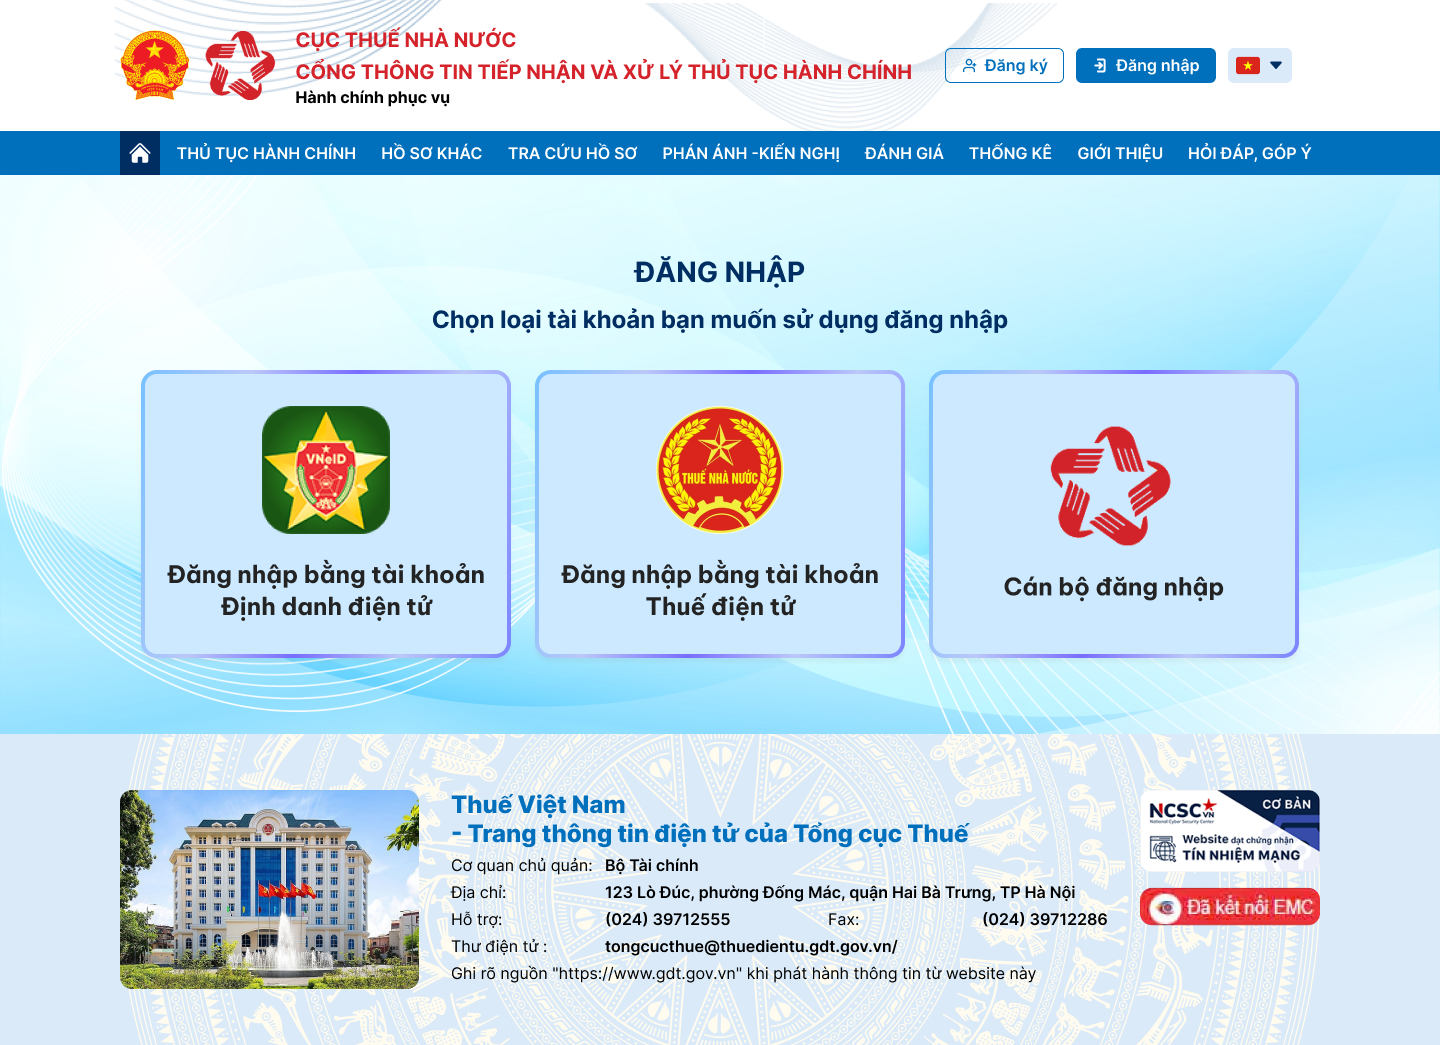 CỤC THUẾ NHÀ NƯỚC
CỔNG THÔNG TIN TIẾP NHẬN VÀ XỬ LÝ THỦ TỤC HÀNH CHÍNH
Hành chính phục vụ
Đăng ký
Đăng nhập
THỦ TỤC HÀNH CHÍNH
HỒ SƠ KHÁC
TRA CỨU HỒ SƠ
PHÁN ÁNH -KIẾN NGHỊ
ĐÁNH GIÁ
THỐNG KÊ
GIỚI THIỆU
HỎI ĐÁP, GÓP Ý
ĐĂNG NHẬP
Chọn loại tài khoản bạn muốn sử dụng đăng nhập
VNeID
Đăng nhập bằng tài khoản
Định danh điện tử
THUẾ NHÀ NƯỚC
Đăng nhập bằng tài khoản
Thuế điện tử
Cán bộ đăng nhập
Thuế Việt Nam
- Trang thông tin điện tử của Tổng cục Thuế
Cơ quan chủ quản: Bộ Tài chính
Địa chỉ: 123 Lò Đúc, phường Đống Mác, quận Hai Bà Trưng, TP Hà Nội
Hỗ trợ: (024) 39712555 Fax: (024) 39712286
Thư điện tử : tongcucthue@thuedientu.gdt.gov.vn/
Ghi rõ nguồn "https://www.gdt.gov.vn" khi phát hành thông tin từ website này
CƠ BẢN
NCSC VN
National Cyber Security Center
Website đạt chứng nhận
TÍN NHIỆM MẠNG
Đã kết nối EMC